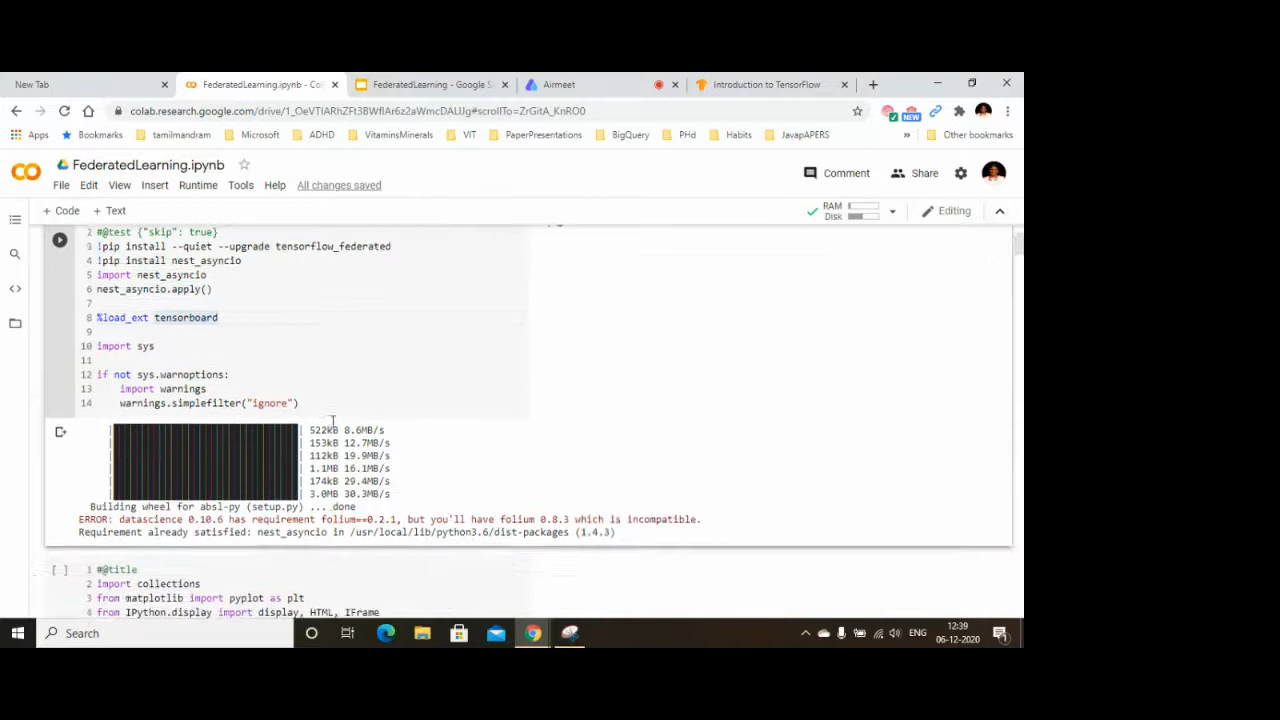 New Tab
FederatedLearning.ipynb - Co
FederatedLearning - Google S
Airmeet
Introduction to TensorFlow
colab.research.google.com/drive/1_OeVTIARhZFt3BWflAr6z2aWmcDALlJg#scrollTo=ZrGitA_KnRO0
NEW
Apps
Bookmarks
tamilmandram
Microsoft
ADHD
VitaminsMinerals
VIT
PaperPresentations
BigQuery
PHd
Habits
JavapAPERS
»
Other bookmarks
FederatedLearning.ipynb
Comment
Share
File Edit View Insert Runtime Tools Help All changes saved
+ Code + Text
RAM
Disk
Editing
2 #@test {"skip": true}
3 !pip install --quiet --upgrade tensorflow_federated
4 !pip install nest_asyncio
5 import nest_asyncio
6 nest_asyncio.apply()
7
8 %load_ext tensorboard
9
10 import sys
11
12 if not sys.warnoptions:
13 import warnings
14 warnings.simplefilter("ignore")
| | 522kB 8.6MB/s
| | 153kB 12.7MB/s
| | 112kB 19.9MB/s
| | 1.1MB 16.1MB/s
| | 174kB 29.4MB/s
| | 3.0MB 30.3MB/s
Building wheel for absl-py (setup.py) ... done
ERROR: datascience 0.10.6 has requirement folium==0.2.1, but you'll have folium 0.8.3 which is incompatible.
Requirement already satisfied: nest_asyncio in /usr/local/lib/python3.6/dist-packages (1.4.3)
[ ] 1 #@title
2 import collections
3 from matplotlib import pyplot as plt
4 from IPython.display import display, HTML, IFrame
Search
ENG
12:39
06-12-2020